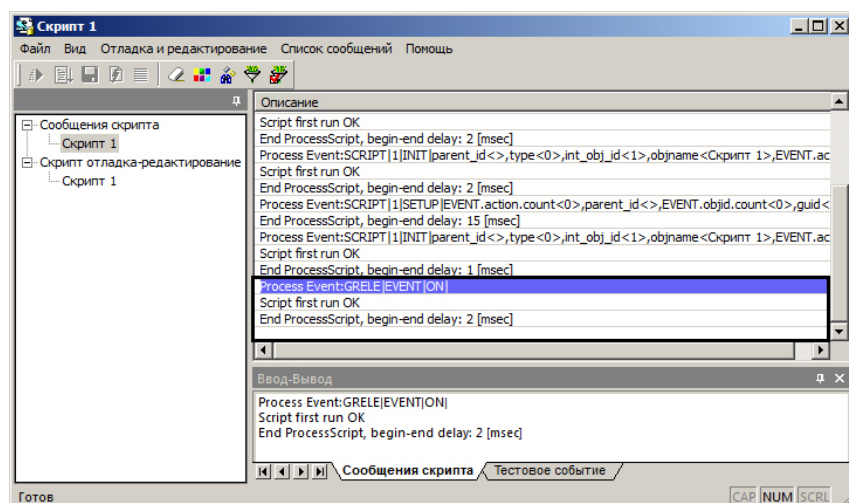 Скрипт 1
Файл Вид Отладка и редактирование Список сообщений Помощь
Описание
Сообщения скрипта
Скрипт 1
Скрипт отладка-редактирование
Скрипт 1
Script first run OK
End ProcessScript, begin-end delay: 2 [msec]
Process Event:SCRIPT|1|INIT|parent_id<>,type<0>,int_obj_id<1>,objname<Скрипт 1>,EVENT.ac
Script first run OK
End ProcessScript, begin-end delay: 2 [msec]
Process Event:SCRIPT|1|SETUP|EVENT.action.count<0>,parent_id<>,EVENT.objid.count<0>,guid<
End ProcessScript, begin-end delay: 15 [msec]
Process Event:SCRIPT|1|INIT|parent_id<>,type<0>,int_obj_id<1>,objname<Скрипт 1>,EVENT.ac
Script first run OK
End ProcessScript, begin-end delay: 1 [msec]
Process Event:GRELE|EVENT|ON|
Script first run OK
End ProcessScript, begin-end delay: 2 [msec]
Ввод-Вывод
Process Event:GRELE|EVENT|ON|
Script first run OK
End ProcessScript, begin-end delay: 2 [msec]
Сообщения скрипта Тестовое событие
Готов CAP NUM SCRL